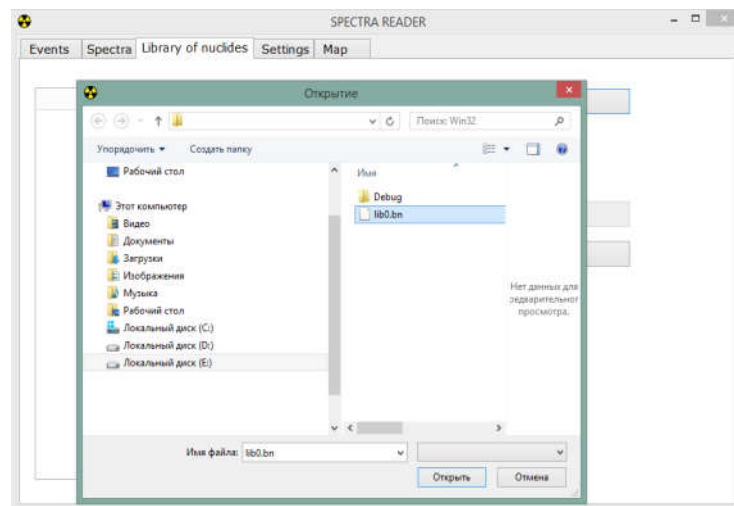 SPECTRA READER
Events Spectra Library of nuclides Settings Map
Открытие
Поиск: Win32
Упорядочить Создать папку
Рабочий стол
Этот компьютер
Видео
Документы
Загрузки
Изображения
Музыка
Рабочий стол
Локальный диск (C:)
Локальный диск (D:)
Локальный диск (E:)
Имя
Debug
lib0.bn
Нет данных для
редварительног
просмотра.
Имя файла: lib0.bn
Открыть Отмена